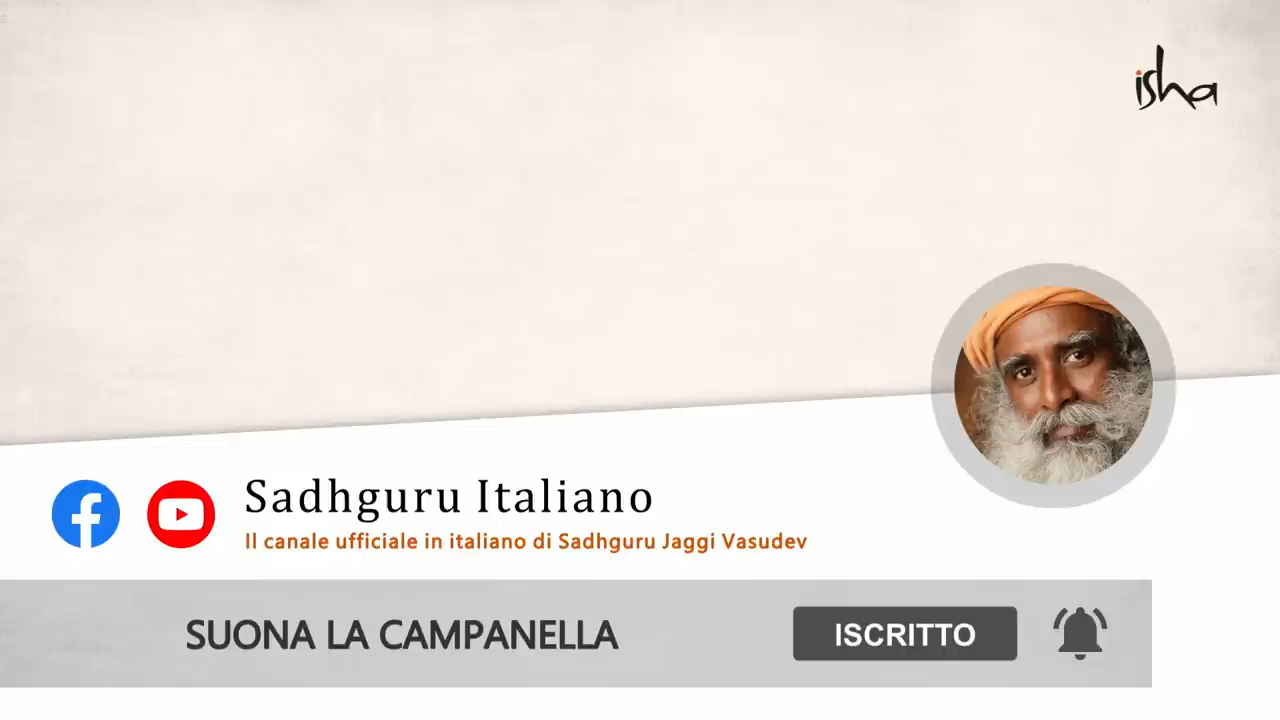 isha
Sadhguru Italiano
Il canale ufficiale in italiano di Sadhguru Jaggi Vasudev
SUONA LA CAMPANELLA
ISCRITTO